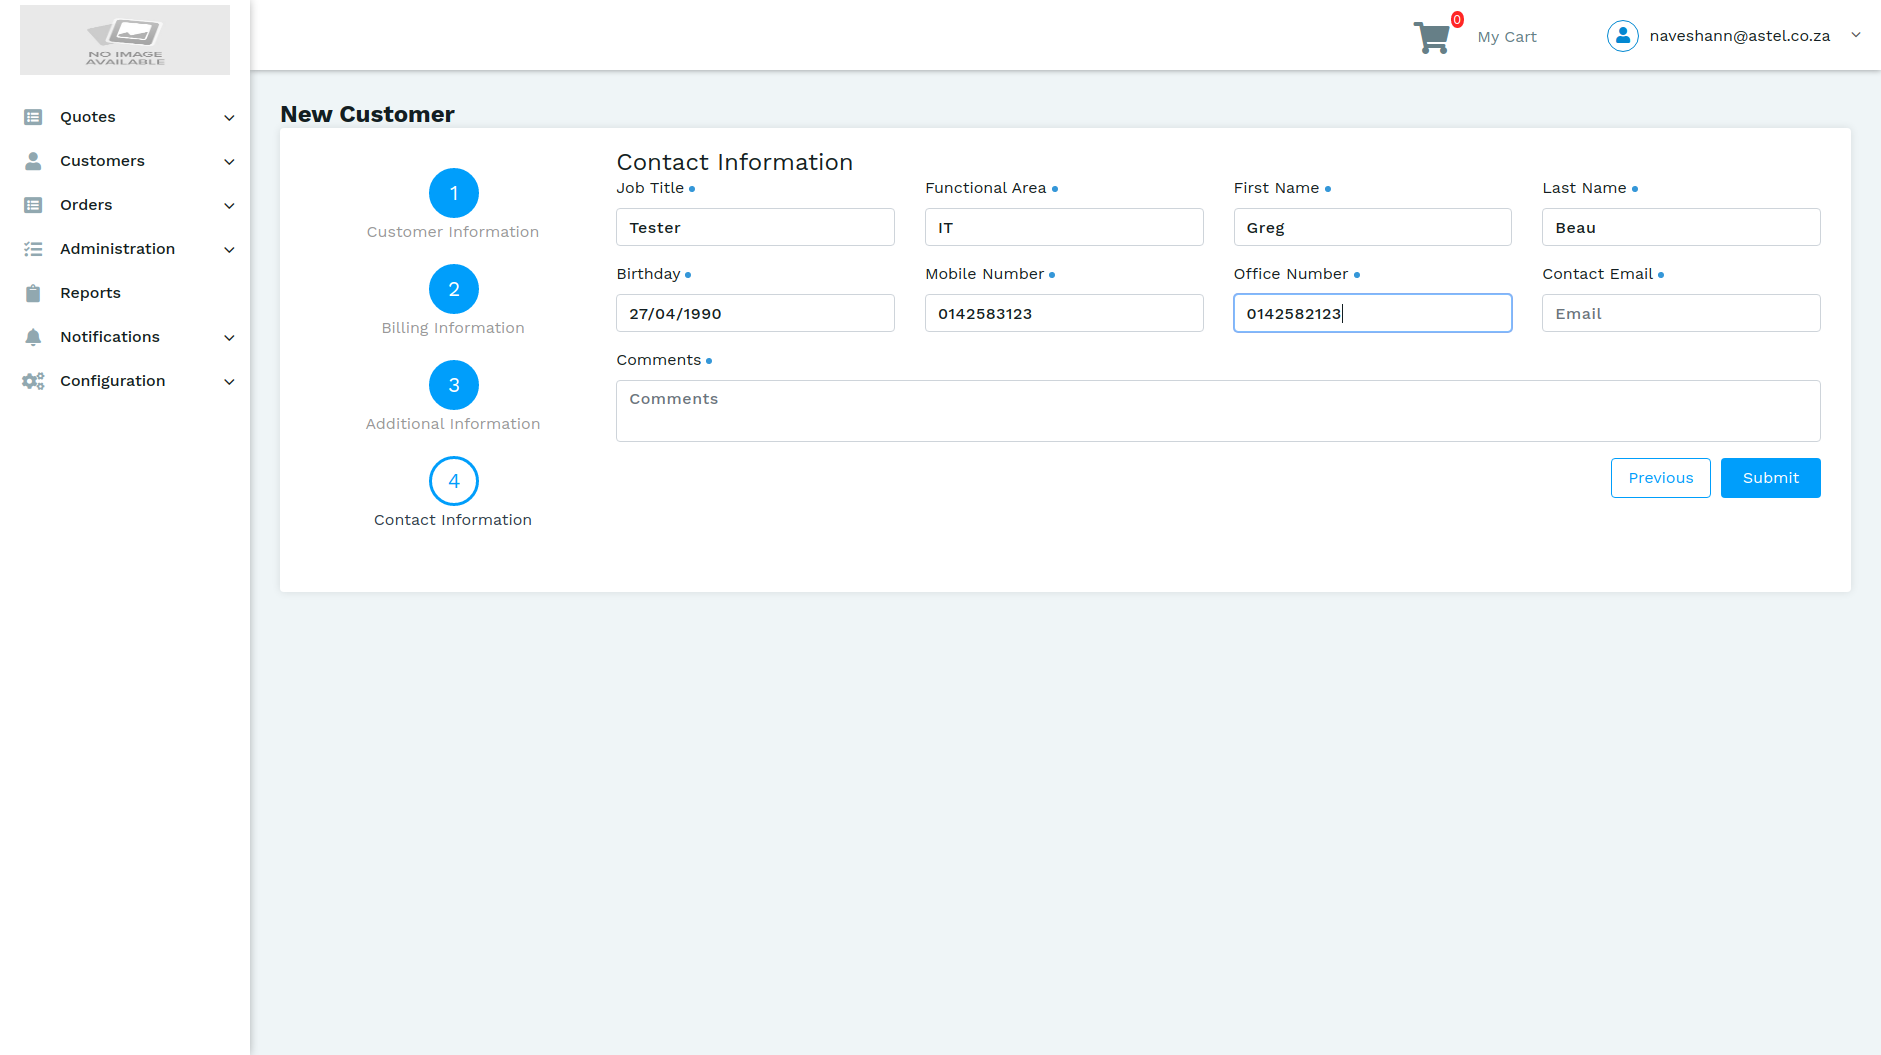 NO IMAGE
AVAILABLE
0
My Cart
naveshann@astel.co.za
Quotes
Customers
Orders
Administration
Reports
Notifications
Configuration
New Customer
1
Customer Information
2
Billing Information
3
Additional Information
4
Contact Information
Contact Information
Job Title
Functional Area
First Name
Last Name
Tester
IT
Greg
Beau
Birthday
Mobile Number
Office Number
Contact Email
27/04/1990
0142583123
0142582123
Email
Comments
Comments
Previous
Submit